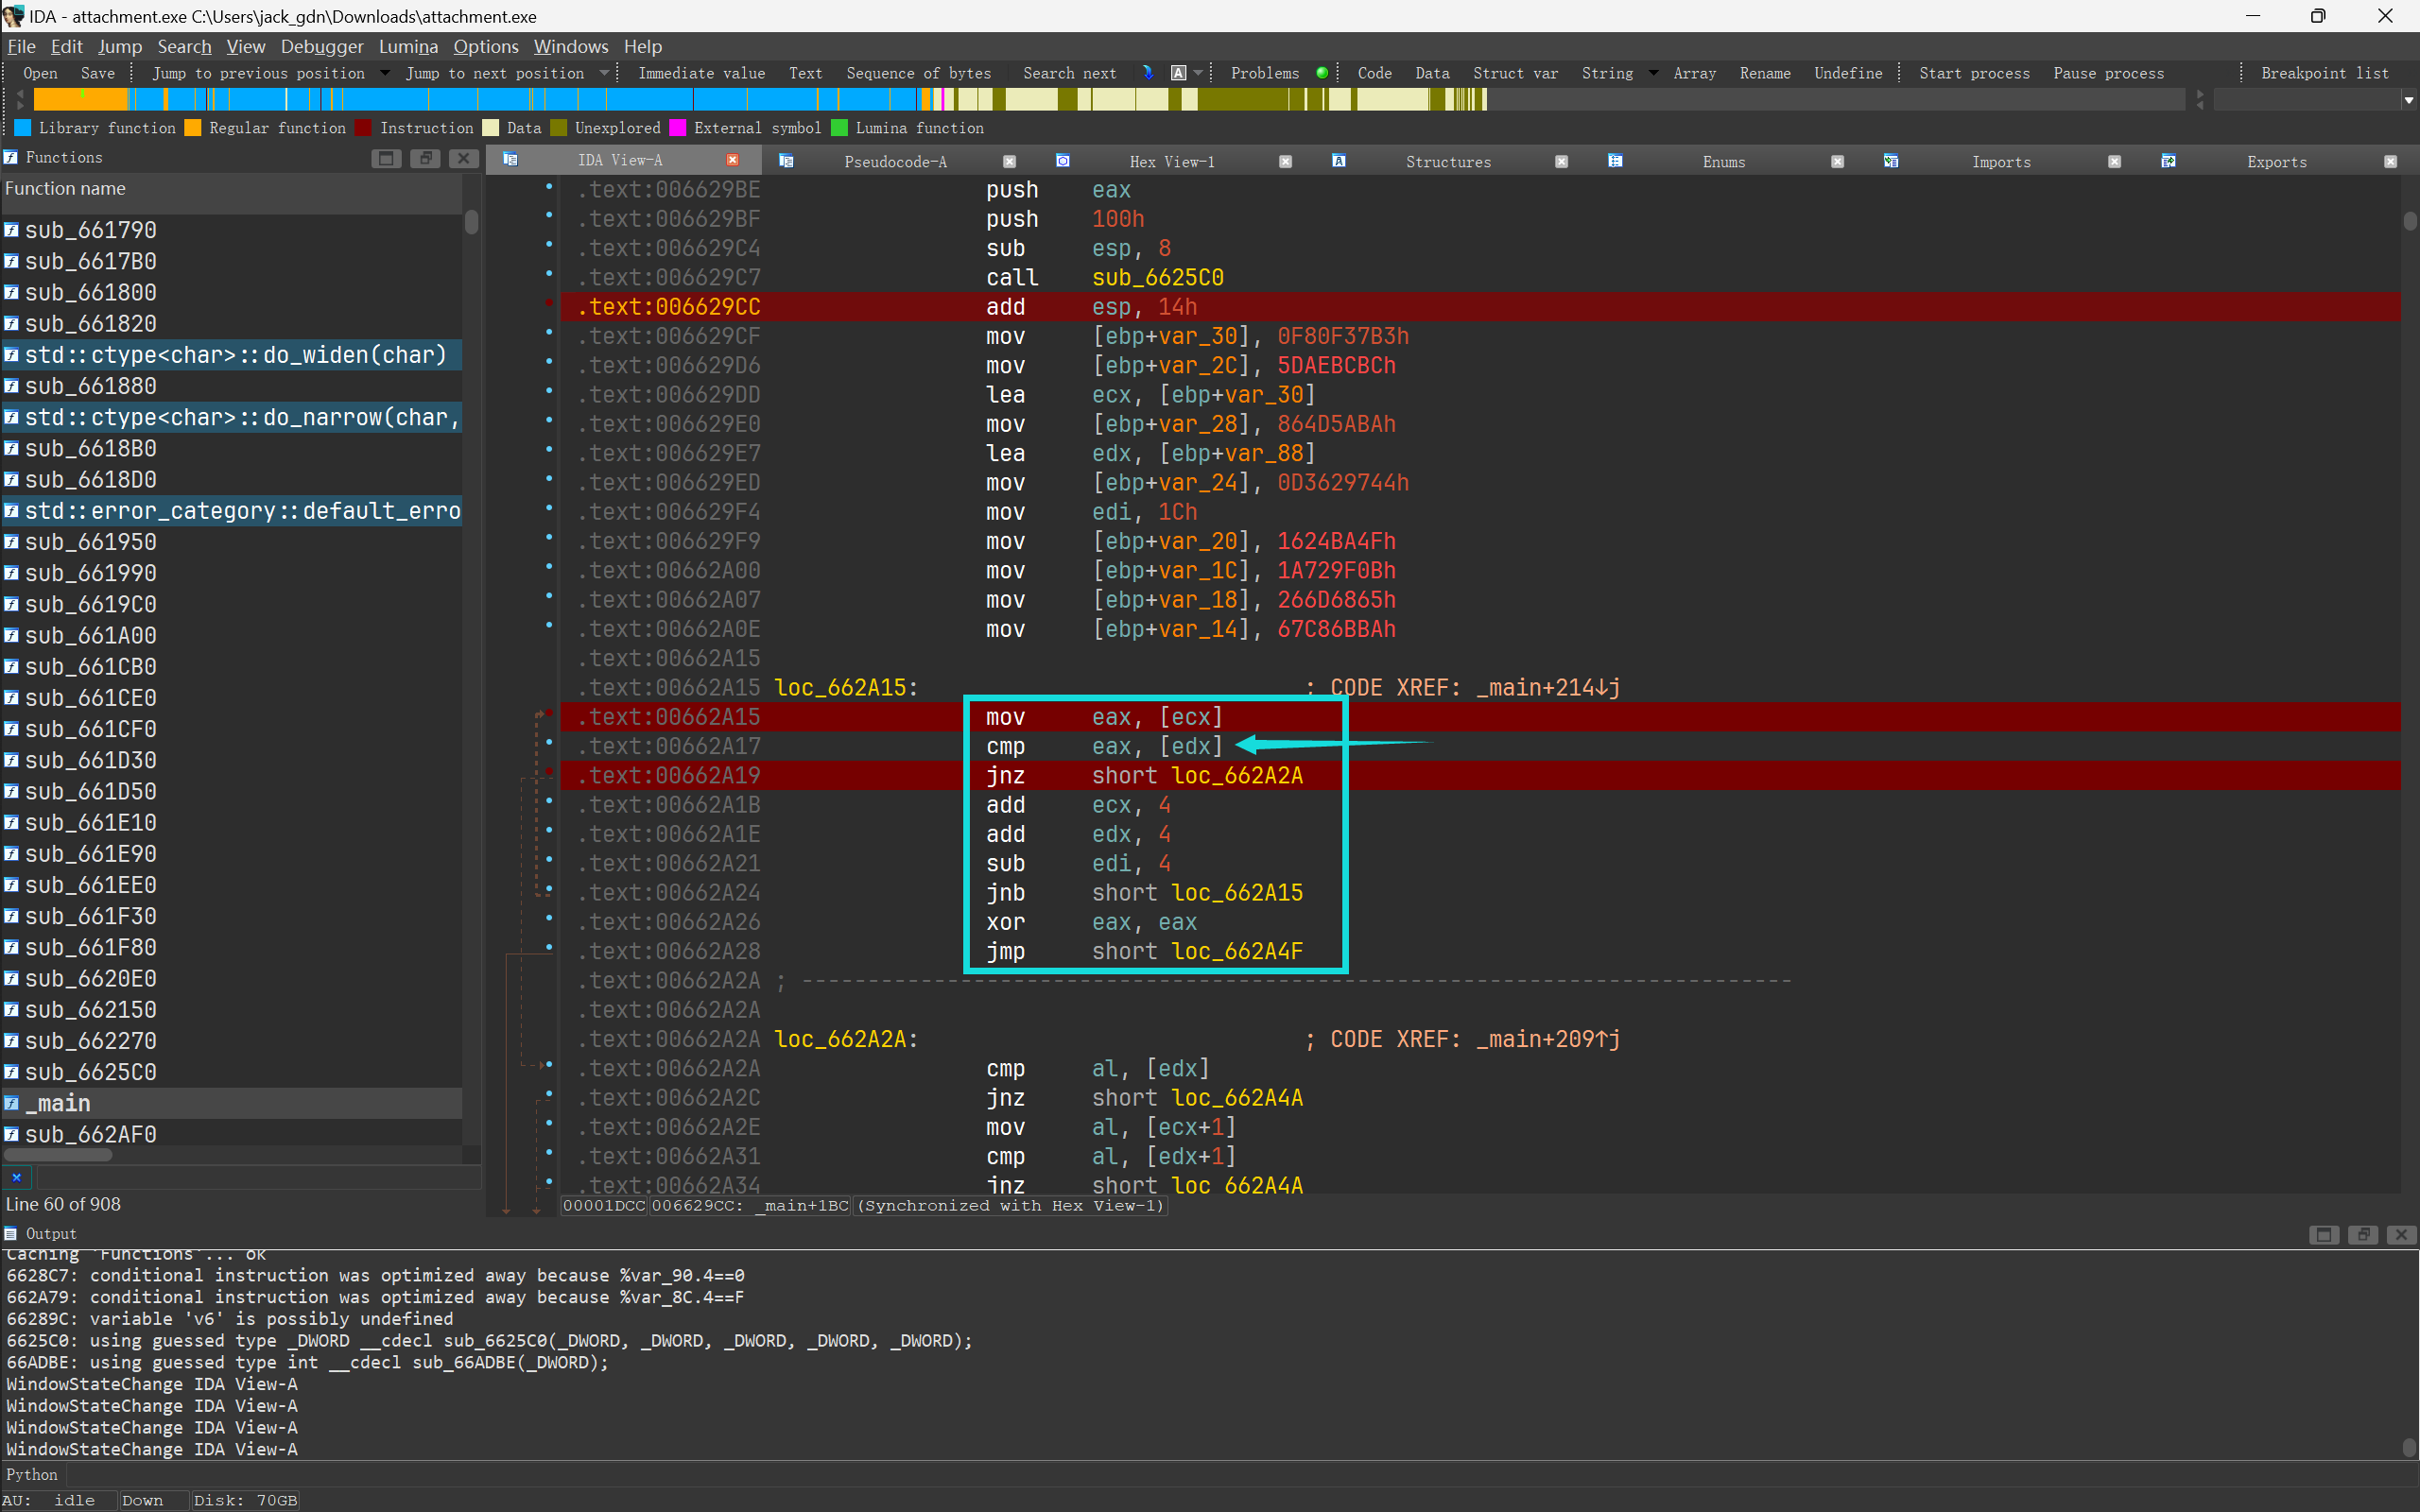 IDA - attachment.exe C:\Users\jack_gdn\Downloads\attachment.exe
File Edit Jump Search View Debugger Lumina Options Windows Help
Open Save Jump to previous position Jump to next position Immediate value Text Sequence of bytes Search next A Problems Code Data Struct var String Array Rename Undefine Start process Pause process Breakpoint list
Library function Regular function Instruction Data Unexplored External symbol Lumina function
Functions
IDA View-A Pseudocode-A Hex View-1 Structures Enums Imports Exports
Function name
sub_661790
sub_6617B0
sub_661800
sub_661820
std::ctype<char>::do_widen(char)
sub_661880
std::ctype<char>::do_narrow(char,
sub_6618B0
sub_6618D0
std::error_category::default_erro
sub_661950
sub_661990
sub_6619C0
sub_661A00
sub_661CB0
sub_661CE0
sub_661CF0
sub_661D30
sub_661D50
sub_661E10
sub_661E90
sub_661EE0
sub_661F30
sub_661F80
sub_6620E0
sub_662150
sub_662270
sub_6625C0
_main
sub_662AF0
Line 60 of 908
.text:006629BE push eax
.text:006629BF push 100h
.text:006629C4 sub esp, 8
.text:006629C7 call sub_6625C0
.text:006629CC add esp, 14h
.text:006629CF mov [ebp+var_30], 0F80F37B3h
.text:006629D6 mov [ebp+var_2C], 5DAEBCBCh
.text:006629DD lea ecx, [ebp+var_30]
.text:006629E0 mov [ebp+var_28], 864D5ABAh
.text:006629E7 lea edx, [ebp+var_88]
.text:006629ED mov [ebp+var_24], 0D3629744h
.text:006629F4 mov edi, 1Ch
.text:006629F9 mov [ebp+var_20], 1624BA4Fh
.text:00662A00 mov [ebp+var_1C], 1A729F0Bh
.text:00662A07 mov [ebp+var_18], 266D6865h
.text:00662A0E mov [ebp+var_14], 67C86BBAh
.text:00662A15
.text:00662A15 loc_662A15: ; CODE XREF: _main+214↓j
.text:00662A15 mov eax, [ecx]
.text:00662A17 cmp eax, [edx]
.text:00662A19 jnz short loc_662A2A
.text:00662A1B add ecx, 4
.text:00662A1E add edx, 4
.text:00662A21 sub edi, 4
.text:00662A24 jnb short loc_662A15
.text:00662A26 xor eax, eax
.text:00662A28 jmp short loc_662A4F
.text:00662A2A ; ---------------------------------------------------------------------------
.text:00662A2A
.text:00662A2A loc_662A2A: ; CODE XREF: _main+209↑j
.text:00662A2A cmp al, [edx]
.text:00662A2C jnz short loc_662A4A
.text:00662A2E mov al, [ecx+1]
.text:00662A31 cmp al, [edx+1]
.text:00662A34 jnz short loc_662A4A
00001DCC 006629CC: _main+1BC (Synchronized with Hex View-1)
Output
Caching 'Functions'... ok
6628C7: conditional instruction was optimized away because %var_90.4==0
662A79: conditional instruction was optimized away because %var_8C.4==F
66289C: variable 'v6' is possibly undefined
6625C0: using guessed type _DWORD __cdecl sub_6625C0(_DWORD, _DWORD, _DWORD, _DWORD, _DWORD);
66ADBE: using guessed type int __cdecl sub_66ADBE(_DWORD);
WindowStateChange IDA View-A
WindowStateChange IDA View-A
WindowStateChange IDA View-A
WindowStateChange IDA View-A
Python
AU: idle Down Disk: 70GB